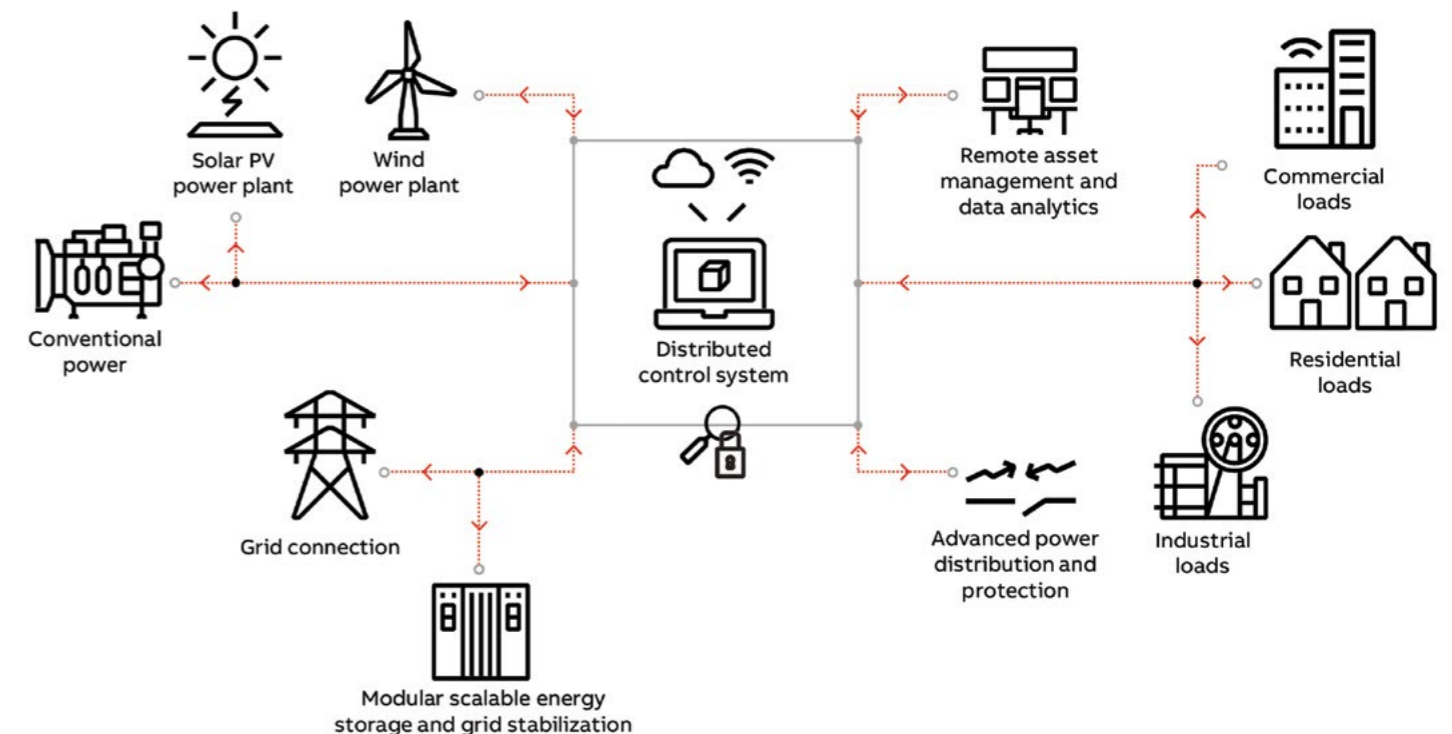 Solar PV
power plant
Wind
power plant
Remote asset
management and
data analytics
Commercial
loads
Conventional
power
Distributed
control system
Residential
loads
Grid connection
Advanced power
distribution and
protection
Industrial
loads
Modular scalable energy
storage and grid stabilization